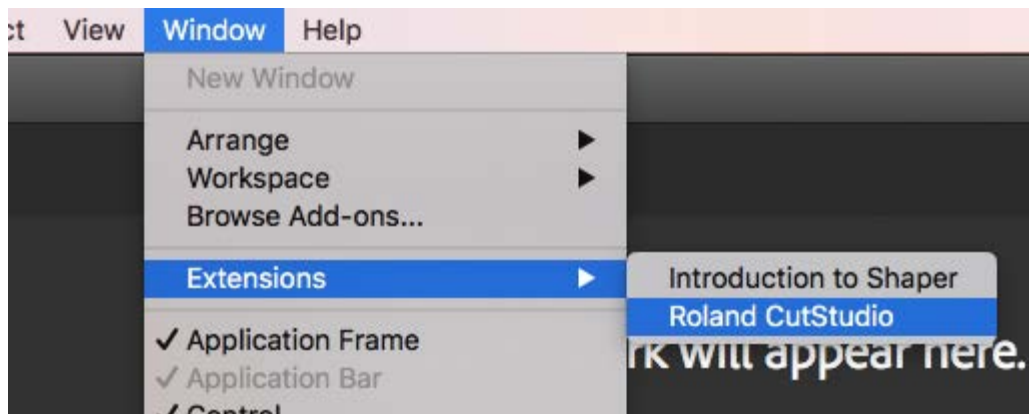 View Window Help
New Window
Arrange
Workspace
Browse Add-ons...
Extensions
Introduction to Shaper
Roland CutStudio
✓ Application Frame
will appear here.
✓ Application Bar
✓ Control